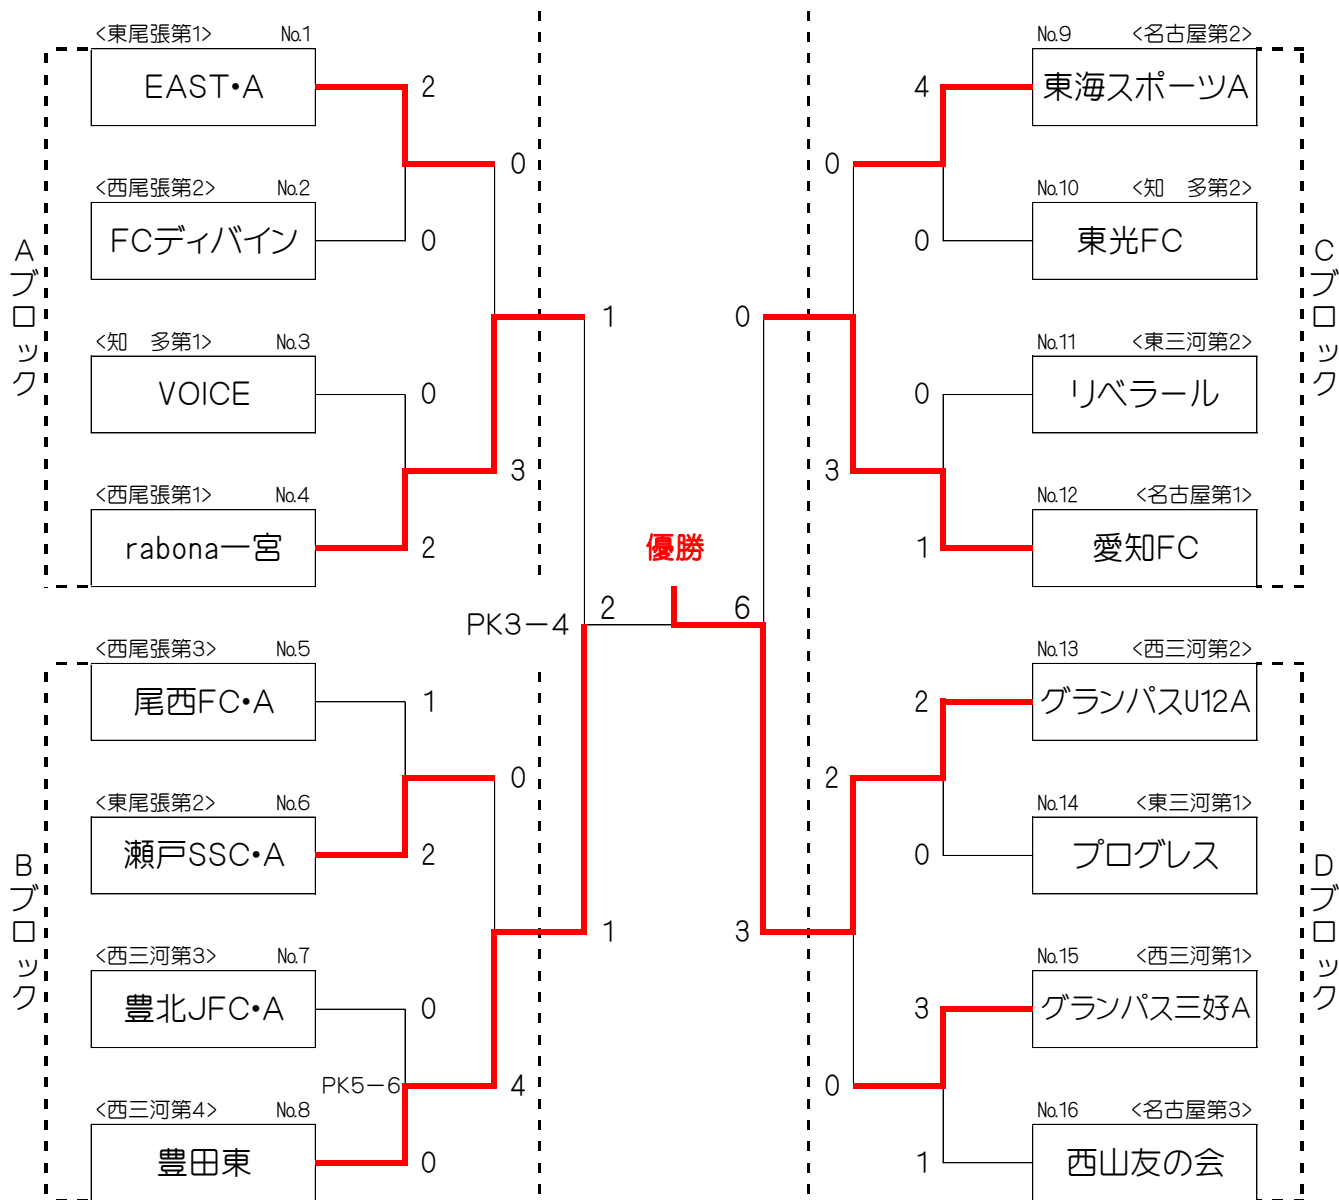 <東尾張第1> No.1
EAST・A
2
0
<西尾張第2> No.2
FCディバイン
0
Aブロック
1
<知　多第1> No.3
VOICE
0
3
<西尾張第1> No.4
rabona一宮
2
PK3－4
2
<西尾張第3> No.5
尾西FC・A
1
0
<東尾張第2> No.6
瀬戸SSC・A
2
Bブロック
1
<西三河第3> No.7
豊北JFC・A
0
PK5－6
4
<西三河第4> No.8
豊田東
0
優勝
No.9 <名古屋第2>
4
東海スポーツA
0
No.10 <知　多第2>
0
東光FC
Cブロック
0
No.11 <東三河第2>
0
リベラール
3
No.12 <名古屋第1>
1
愛知FC
6
No.13 <西三河第2>
2
グランパスU12A
2
No.14 <東三河第1>
0
プログレス
Dブロック
3
No.15 <西三河第1>
3
グランパス三好A
0
No.16 <名古屋第3>
1
西山友の会